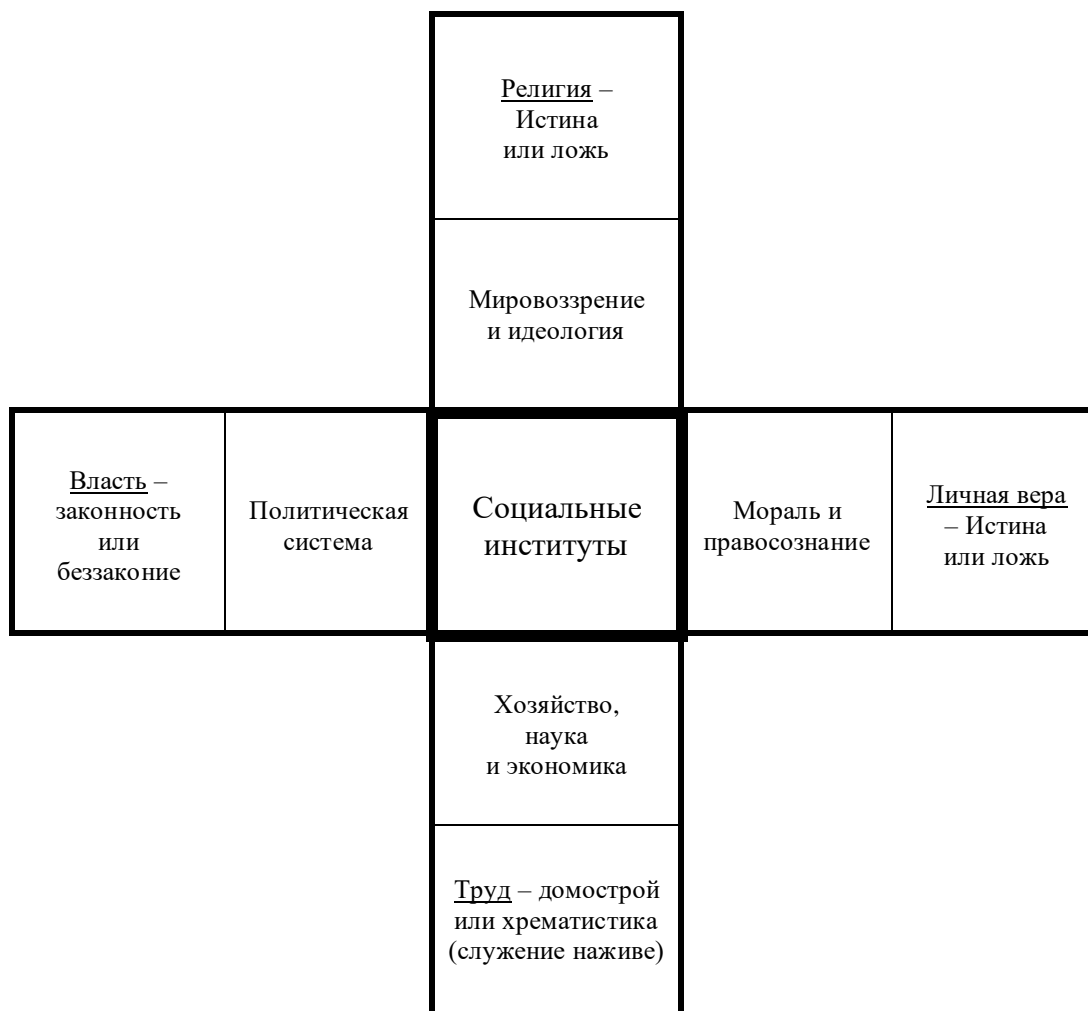 Религия –
Истина
или ложь
Мировоззрение
и идеология
Власть –
законность
или
беззаконие
Политическая
система
Социальные
институты
Мораль и
правосознание
Личная вера
– Истина
или ложь
Хозяйство,
наука
и экономика
Труд – домострой
или хрематистика
(служение наживе)